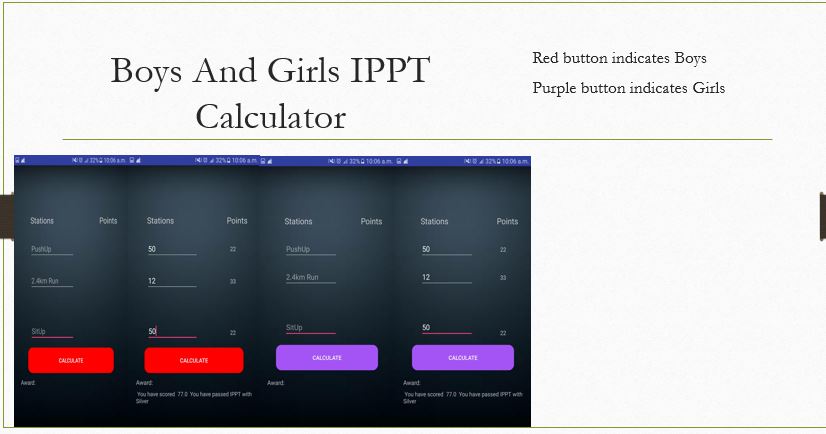 Boys And Girls IPPT
Calculator
Red button indicates Boys
Purple button indicates Girls
32% 10:06 a.m.
Stations Points
PushUp
2.4km Run
SitUp
CALCULATE
Award:
32% 10:06 a.m.
Stations Points
50 22
12 33
50 22
CALCULATE
Award:
You have scored 77.0 You have passed IPPT with
Silver
32% 10:06 a.m.
Stations Points
PushUp
2.4km Run
SitUp
CALCULATE
Award:
32% 10:06 a.m.
Stations Points
50 22
12 33
50 22
CALCULATE
Award:
You have scored 77.0 You have passed IPPT with
Silver